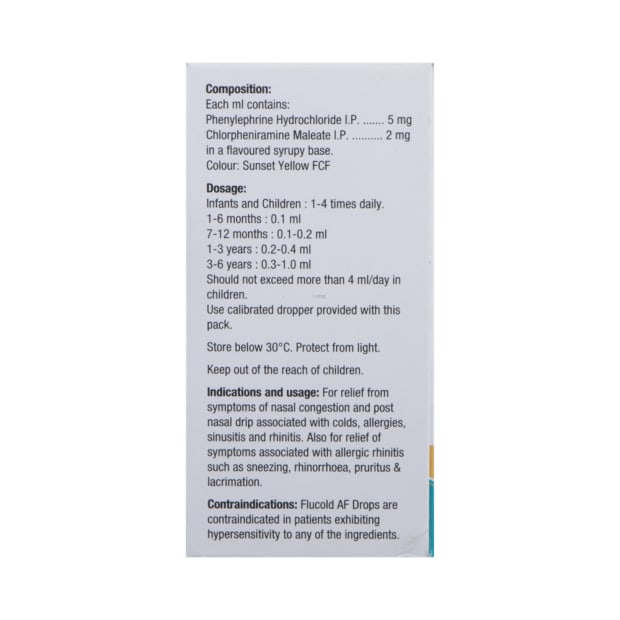 Composition:
Each ml contains:
Phenylephrine Hydrochloride I.P. ....... 5 mg
Chlorpheniramine Maleate I.P. .......... 2 mg
in a flavoured syrupy base.
Colour: Sunset Yellow FCF
Dosage:
Infants and Children : 1-4 times daily.
1-6 months : 0.1 ml
7-12 months : 0.1-0.2 ml
1-3 years : 0.2-0.4 ml
3-6 years : 0.3-1.0 ml
Should not exceed more than 4 ml/day in
children.
Use calibrated dropper provided with this
pack.
Store below 30°C. Protect from light.
Keep out of the reach of children.
Indications and usage: For relief from
symptoms of nasal congestion and post
nasal drip associated with colds, allergies,
sinusitis and rhinitis. Also for relief of
symptoms associated with allergic rhinitis
such as sneezing, rhinorrhoea, pruritus &
lacrimation.
Contraindications: Flucold AF Drops are
contraindicated in patients exhibiting
hypersensitivity to any of the ingredients.